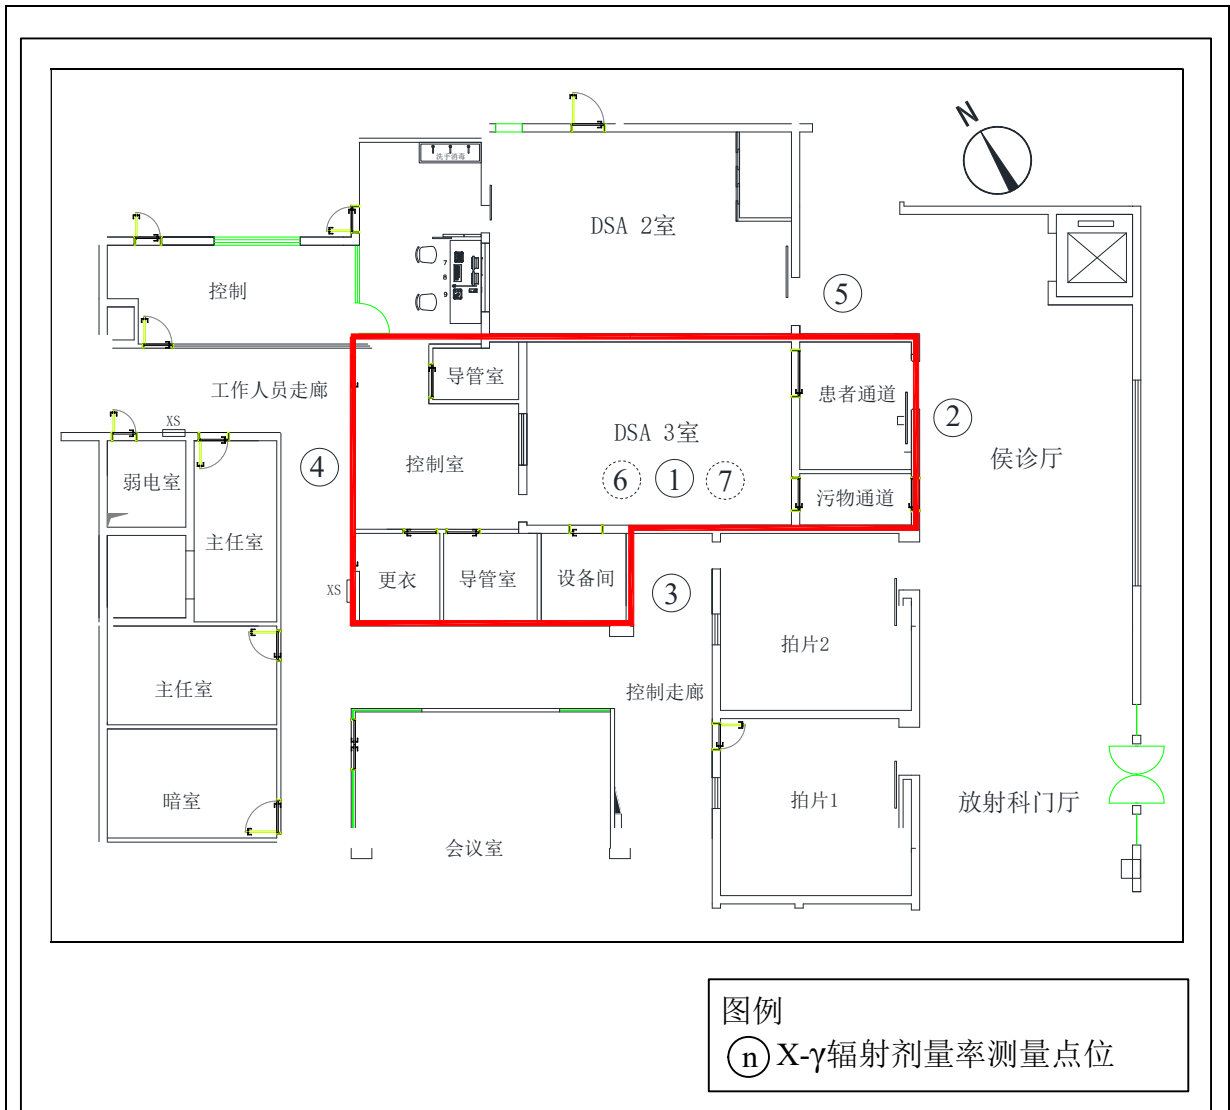 N
洗手消毒
DSA 2室
7
8
9
控制
⑤
导管室
患者通道
工作人员走廊
XS
②
DSA 3室
侯诊厅
控制室
④
⑥
①
⑦
弱电室
污物通道
主任室
更衣
导管室
设备间
XS
③
拍片2
主任室
控制走廊
暗室
拍片1
放射科门厅
会议室
图例
ⓝ X-γ辐射剂量率测量点位